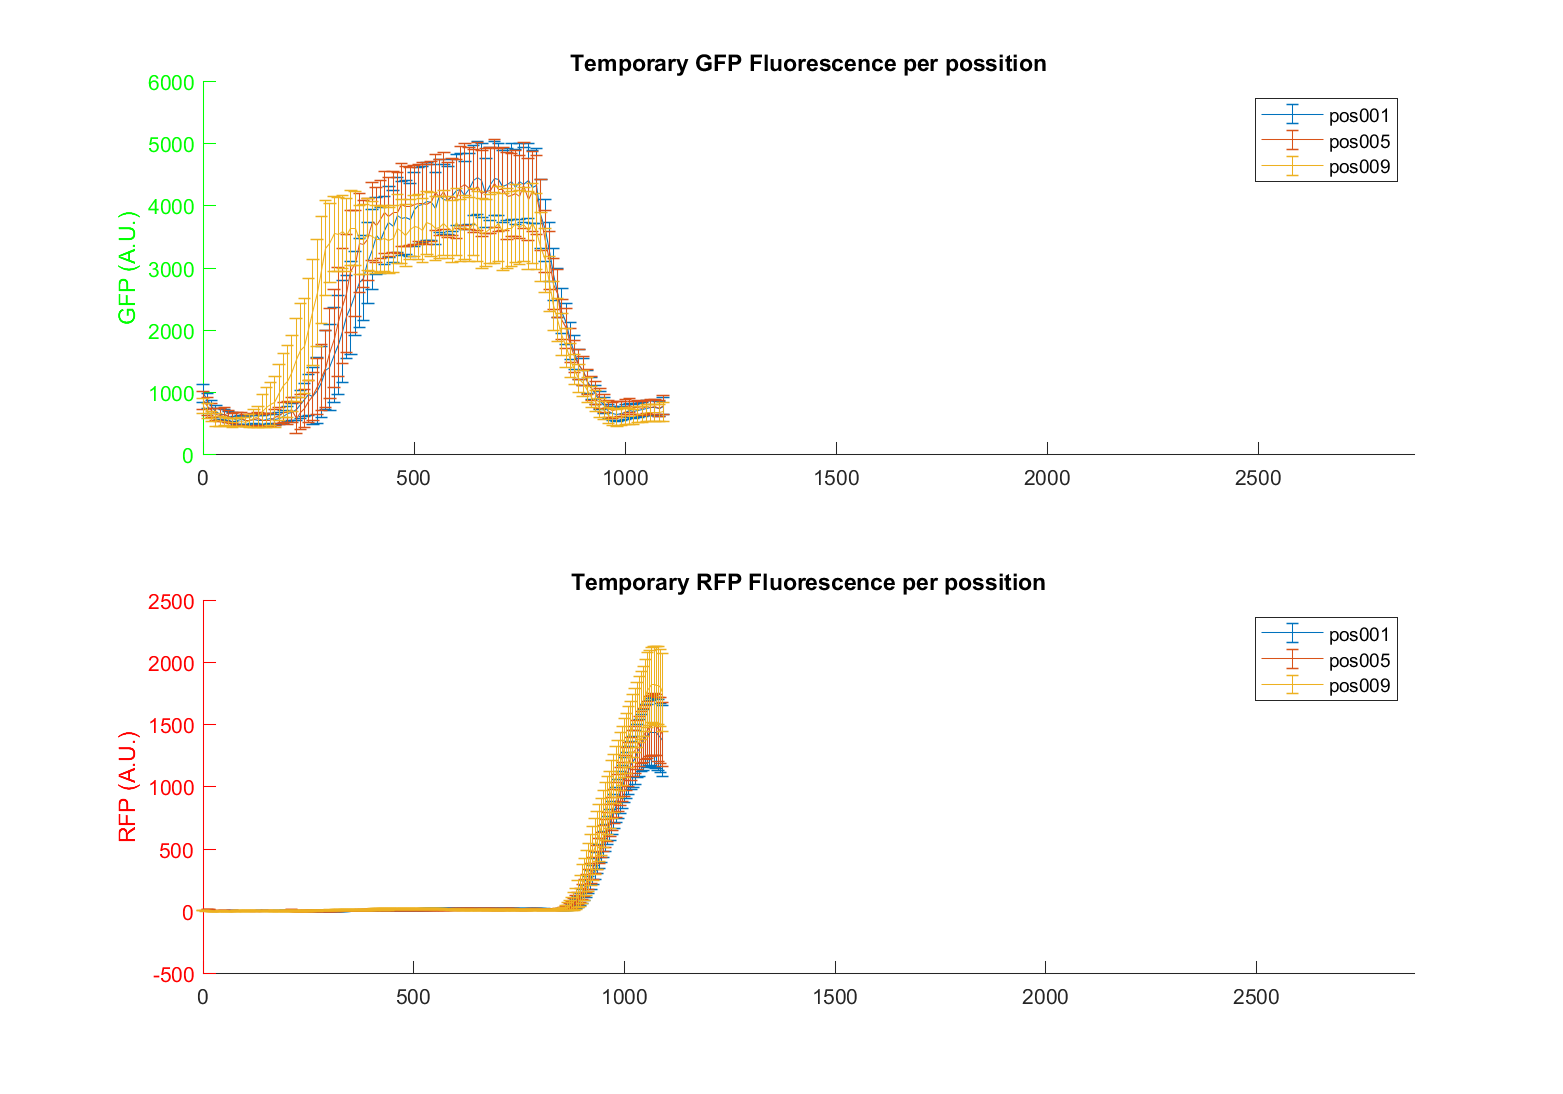 Temporary GFP Fluorescence per possition
GFP (A.U.)
6000
5000
4000
3000
2000
1000
0
0 500 1000 1500 2000 2500
pos001
pos005
pos009
Temporary RFP Fluorescence per possition
RFP (A.U.)
2500
2000
1500
1000
500
0
-500
0 500 1000 1500 2000 2500
pos001
pos005
pos009